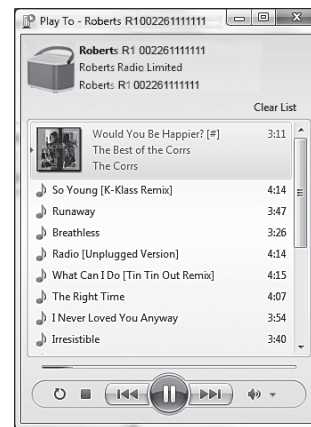 Play To - Roberts R1002261111111
Roberts R1 002261111111
Roberts Radio Limited
Roberts R1 002261111111
Clear List
Would You Be Happier? [#] 3:11
The Best of the Corrs
The Corrs
So Young [K-Klass Remix] 4:14
Runaway 3:47
Breathless 3:26
Radio [Unplugged Version] 4:14
What Can I Do [Tin Tin Out Remix] 4:15
The Right Time 4:07
I Never Loved You Anyway 3:54
Irresistible 3:40